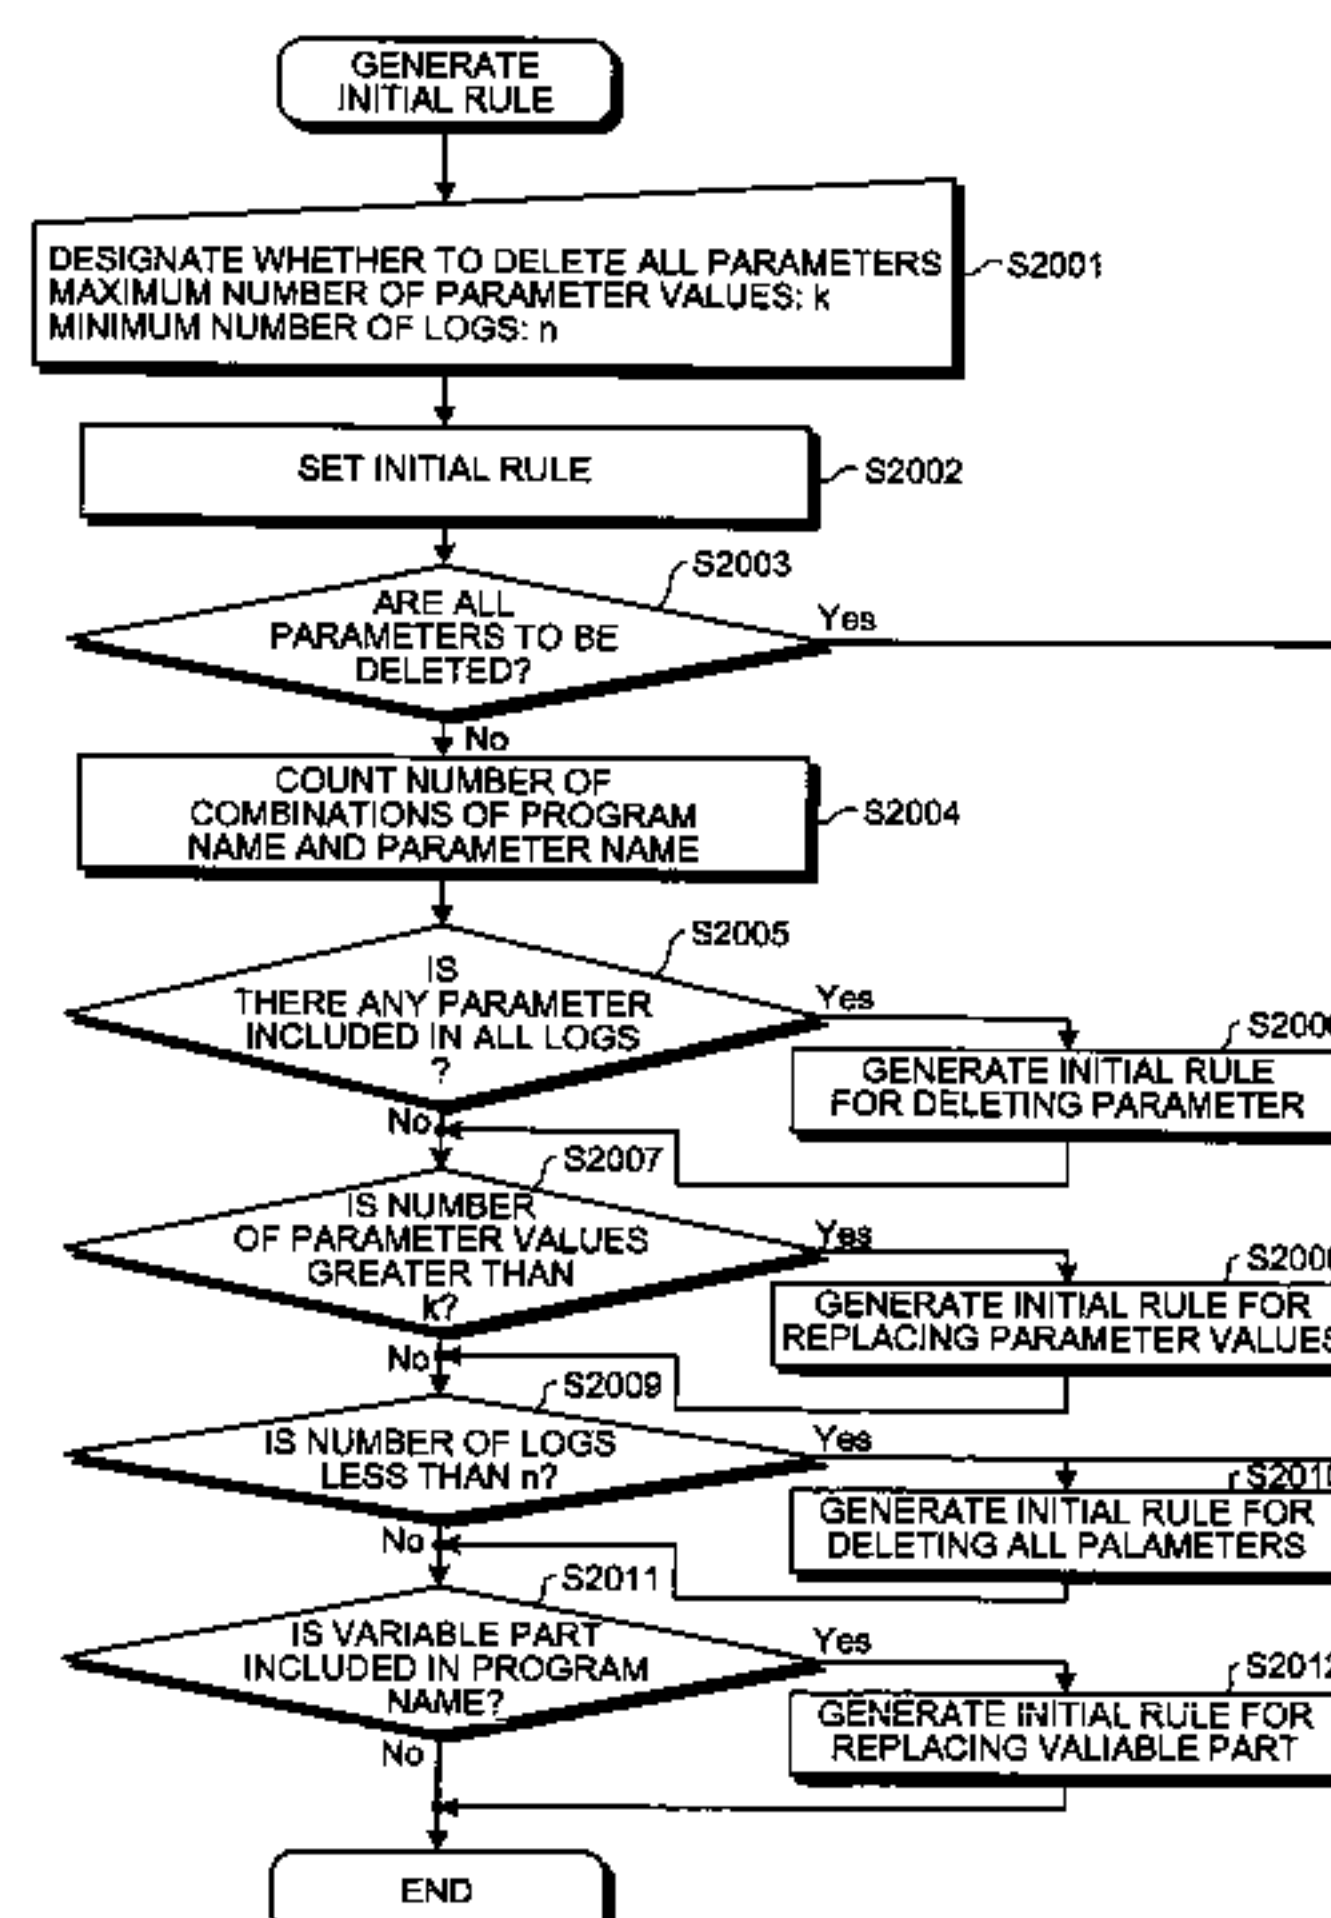 GENERATE
INITIAL RULE
DESIGNATE WHETHER TO DELETE ALL PARAMETERS
MAXIMUM NUMBER OF PARAMETER VALUES: k
MINIMUM NUMBER OF LOGS: n
S2001
SET INITIAL RULE
S2002
S2003
ARE ALL
PARAMETERS TO BE
DELETED?
Yes
No
COUNT NUMBER OF
COMBINATIONS OF PROGRAM
NAME AND PARAMETER NAME
S2004
S2005
IS
THERE ANY PARAMETER
INCLUDED IN ALL LOGS
?
Yes
No
GENERATE INITIAL RULE
FOR DELETING PARAMETER
S2007
IS NUMBER
OF PARAMETER VALUES
GREATER THAN
k?
Yes
No
GENERATE INITIAL RULE FOR
REPLACING PARAMETER VALUES
S2009
IS NUMBER OF LOGS
LESS THAN n?
Yes
No
S2010
GENERATE INITIAL RULE FOR
DELETING ALL PALAMETERS
S2011
IS VARIABLE PART
INCLUDED IN PROGRAM
NAME?
Yes
No
S2012
GENERATE INITIAL RULE FOR
REPLACING VALIABLE PART
END